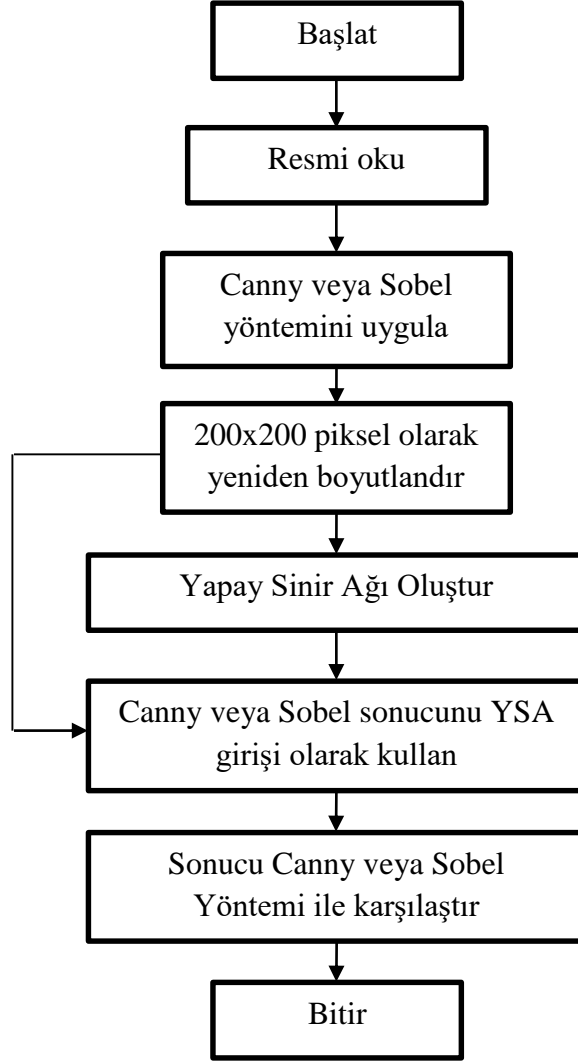 Başlat
Resmi oku
Canny veya Sobel
yöntemini uygula
200x200 piksel olarak
yeniden boyutlandır
Yapay Sinir Ağı Oluştur
Canny veya Sobel sonucunu YSA
girişi olarak kullan
Sonucu Canny veya Sobel
Yöntemi ile karşılaştır
Bitir